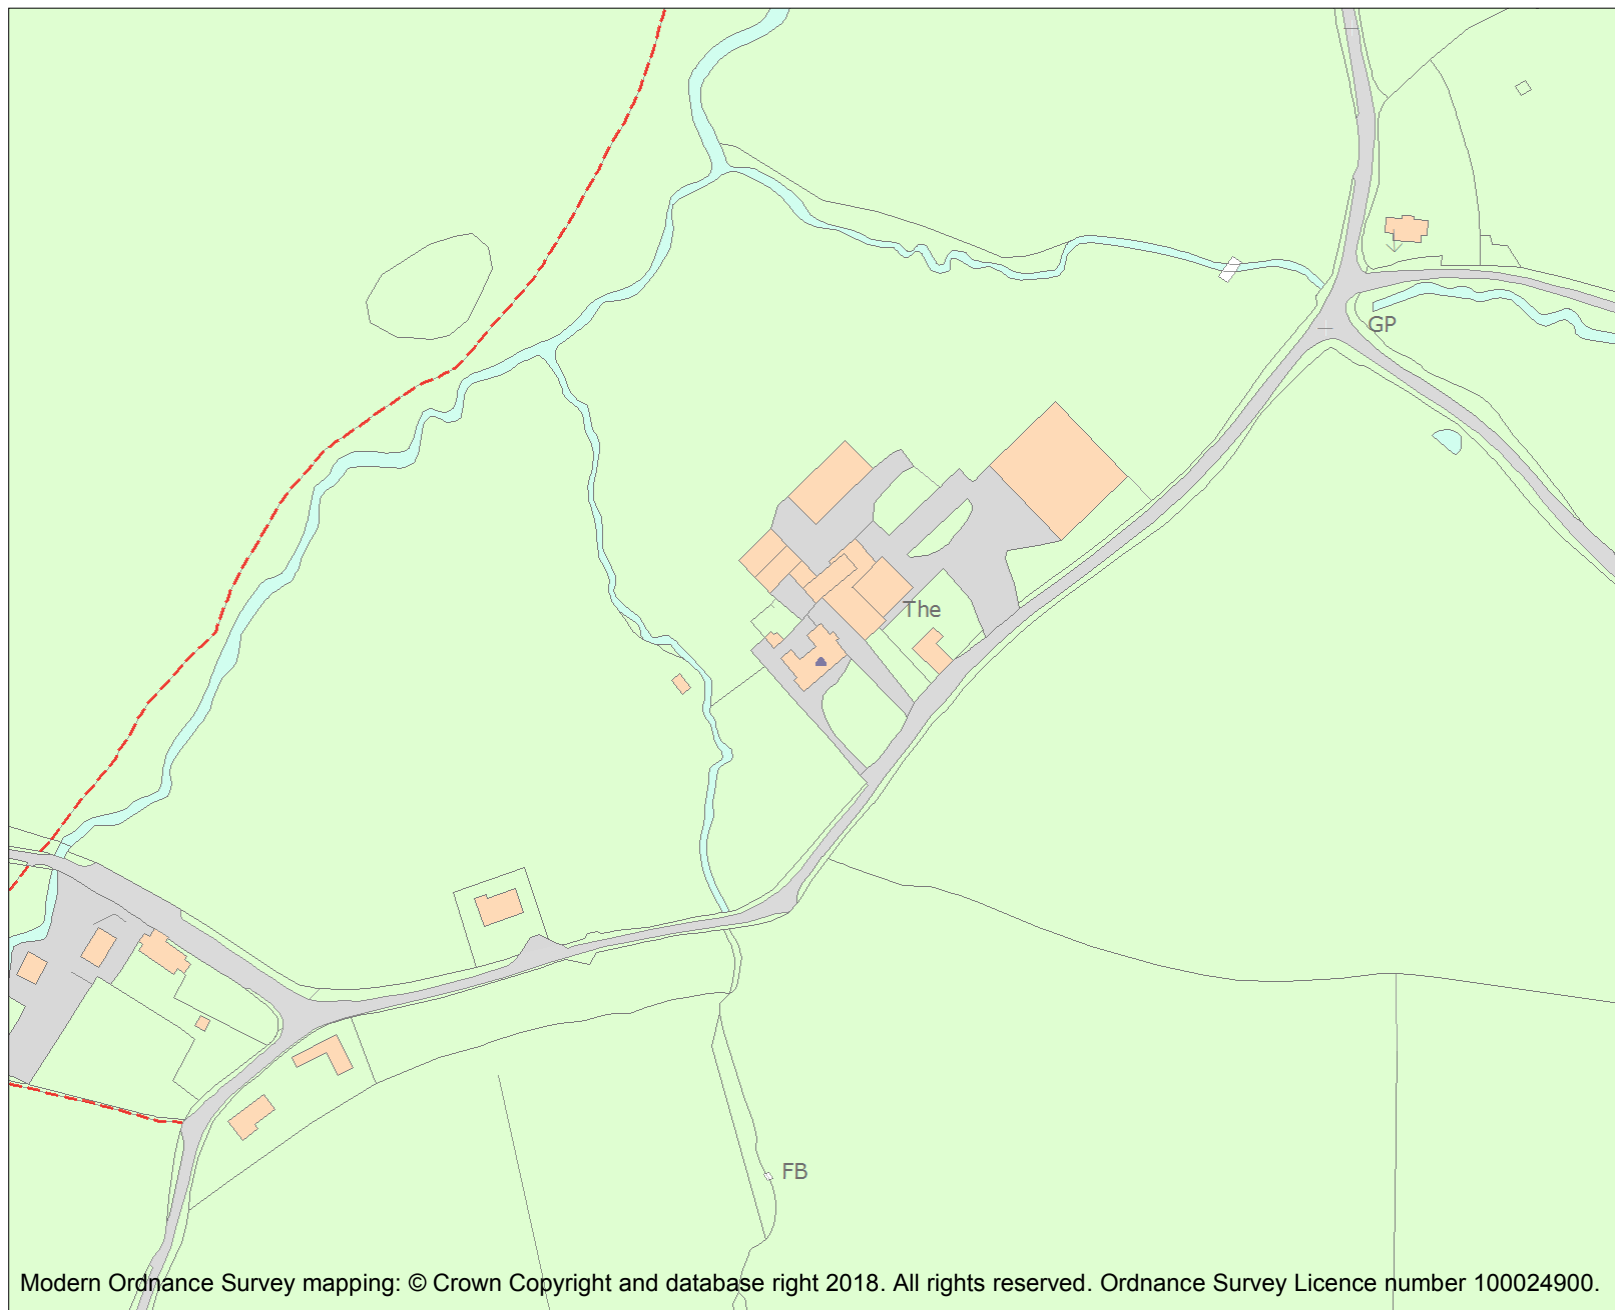 GP
The
FB
Modern Ordnance Survey mapping: © Crown Copyright and database right 2018. All rights reserved. Ordnance Survey Licence number 100024900.